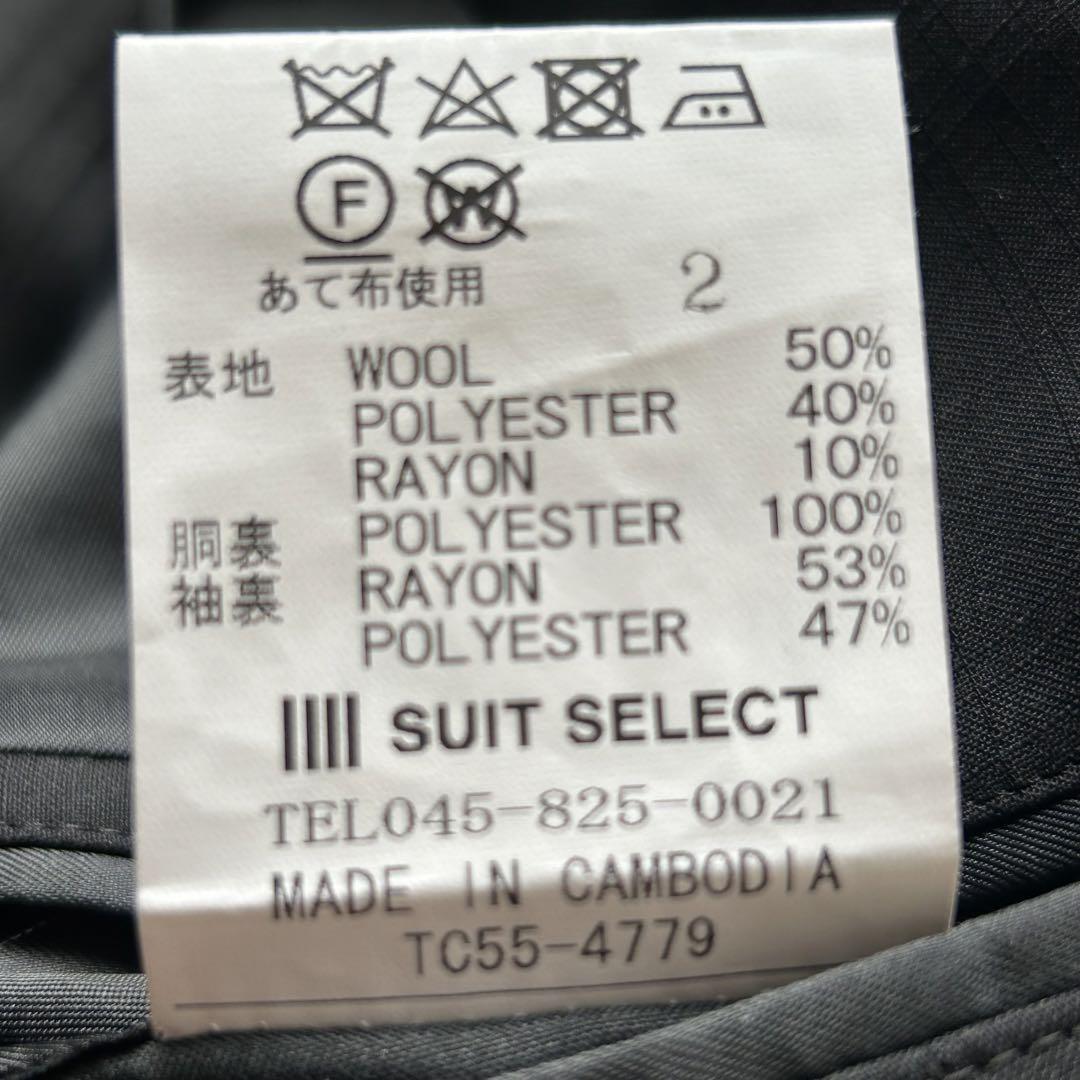 F W
あて布使用 2
表地 WOOL 50%
POLYESTER 40%
RAYON 10%
胴裏 POLYESTER 100%
袖裏 RAYON 53%
POLYESTER 47%
SUIT SELECT
TEL045-825-0021
MADE IN CAMBODIA
TC55-4779